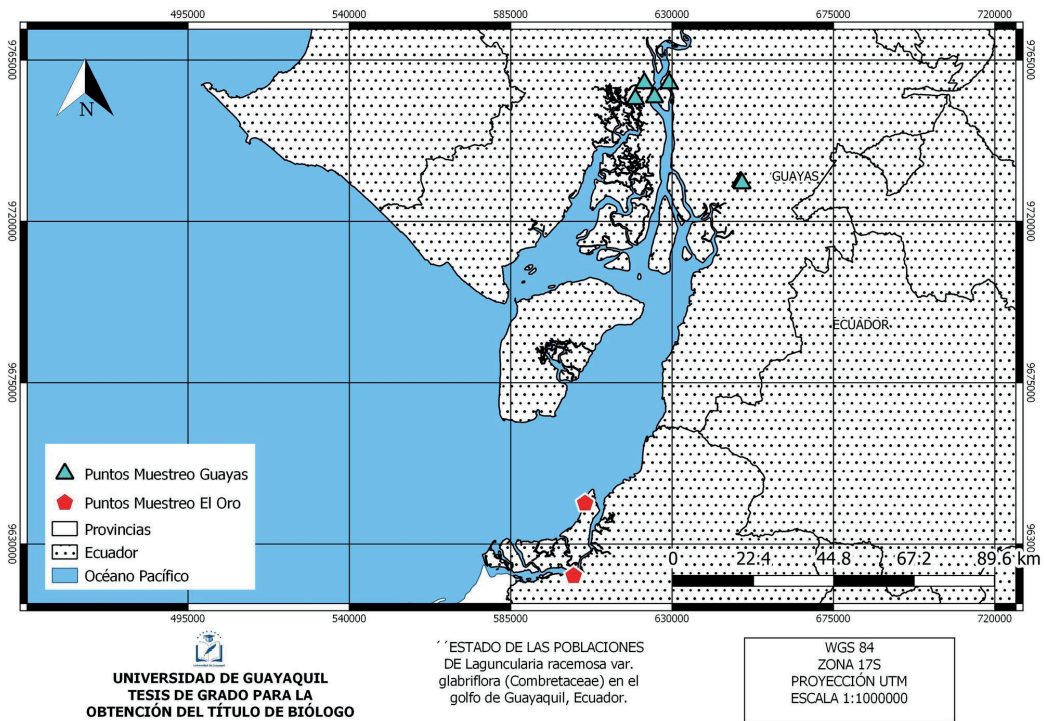 495000 540000 585000 630000 675000 720000
9765000
9765000
N
GUAYAS
9720000
9720000
ECUADOR
9675000
9675000
Puntos Muestreo Guayas
Puntos Muestreo El Oro
Provincias
Ecuador
Océano Pacífico
9630000
9630000
0 22.4 44.8 67.2 89.6 km
495000 540000 585000 630000 675000 720000
UNIVERSIDAD DE GUAYAQUIL
TESIS DE GRADO PARA LA
OBTENCIÓN DEL TÍTULO DE BIÓLOGO
´´ESTADO DE LAS POBLACIONES
DE Laguncularia racemosa var.
glabriflora (Combretaceae) en el
golfo de Guayaquil, Ecuador.
WGS 84
ZONA 17S
PROYECCIÓN UTM
ESCALA 1:1000000